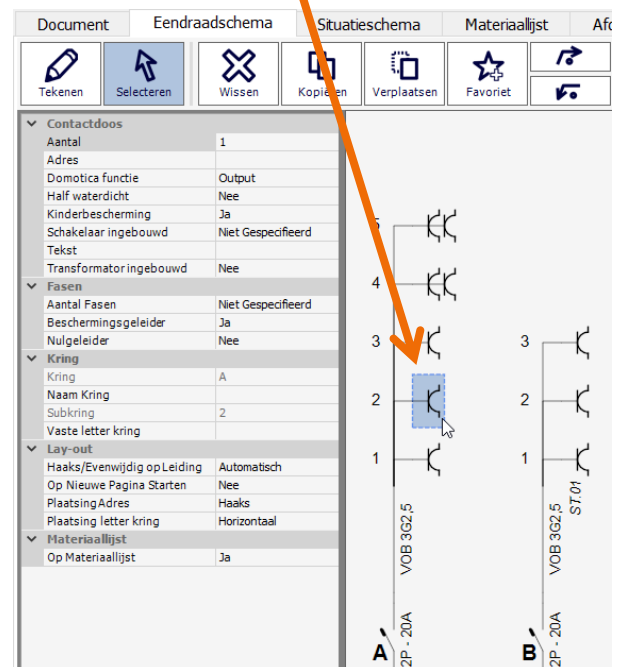 Document Eendraadschema Situatieschema Materiaallijst
Tekenen Selecteren Wissen Kopiëren Verplaatsen Favoriet
Contactdoos
Aantal 1
Adres
Domotica functie Output
Half waterdicht Nee
Kinderbescherming Ja
Schakelaar ingebouwd Niet Gespecifieerd
Tekst
Transformator ingebouwd Nee
Fasen
Aantal Fasen Niet Gespecifieerd
Beschermingsgeleider Ja
Nulgeleider Nee
Kring
Kring A
Naam Kring
Subkring 2
Vaste letter kring
Lay-out
Haaks/Evenwijdig op Leiding Automatisch
Op Nieuwe Pagina Starten Nee
Plaatsing Adres Haaks
Plaatsing letter kring Horizontaal
Materiaallijst
Op Materiaallijst Ja
5
4
3
2
1
VOB 3G2,5
2P - 20A
A
3
2
1
VOB 3G2,5
ST.01
2P - 20A
B